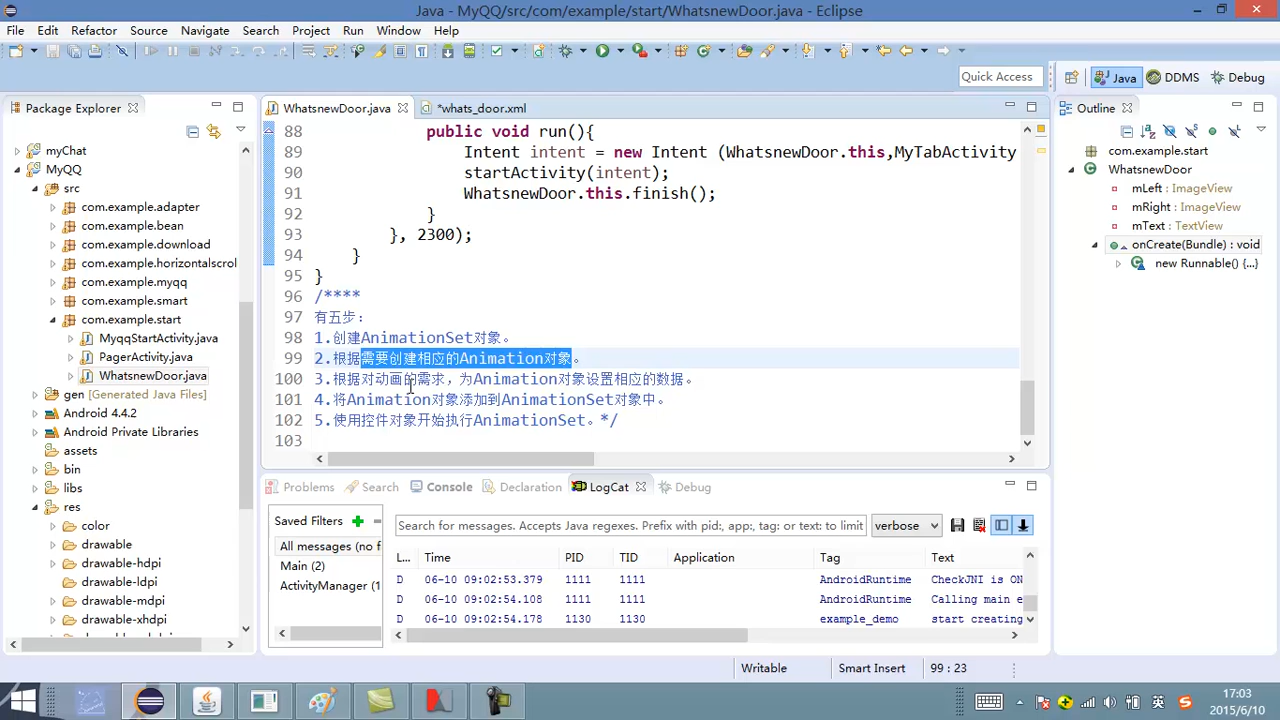 Java - MyQQ/src/com/example/start/WhatsnewDoor.java - Eclipse
File Edit Refactor Source Navigate Search Project Run Window Help
Quick Access
Java DDMS Debug
Package Explorer
myChat
MyQQ
src
com.example.adapter
com.example.bean
com.example.download
com.example.horizontalscrol
com.example.myqq
com.example.smart
com.example.start
MyqqStartActivity.java
PagerActivity.java
WhatsnewDoor.java
gen [Generated Java Files]
Android 4.4.2
Android Private Libraries
assets
bin
libs
res
color
drawable
drawable-hdpi
drawable-ldpi
drawable-mdpi
drawable-xhdpi
WhatsnewDoor.java *whats_door.xml
88 public void run(){
89 Intent intent = new Intent (WhatsnewDoor.this,MyTabActivity
90 startActivity(intent);
91 WhatsnewDoor.this.finish();
92 }
93 }, 2300);
94 }
95 }
96 /****
97 有五步：
98 1.创建AnimationSet对象。
99 2.根据需要创建相应的Animation对象。
100 3.根据对动画的需求，为Animation对象设置相应的数据。
101 4.将Animation对象添加到AnimationSet对象中。
102 5.使用控件对象开始执行AnimationSet。*/
103
Outline
com.example.start
WhatsnewDoor
mLeft : ImageView
mRight : ImageView
mText : TextView
onCreate(Bundle) : void
new Runnable() {...}
Problems Search Console Declaration LogCat Debug
Saved Filters
All messages (no f
Main (2)
ActivityManager (1
Search for messages. Accepts Java regexes. Prefix with pid:, app:, tag: or text: to limit
verbose
L... Time PID TID Application Tag Text
D 06-10 09:02:53.379 1111 1111 AndroidRuntime CheckJNI is ON
D 06-10 09:02:54.108 1111 1111 AndroidRuntime Calling main e
D 06-10 09:02:54.178 1130 1130 example_demo start creating
Writable Smart Insert 99 : 23
英
17:03
2015/6/10